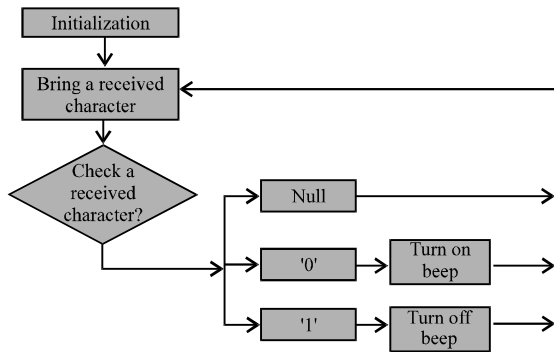 Initialization
Bring a received
character
Check a
received
character?
Null
'0'
Turn on
beep
'1'
Turn off
beep